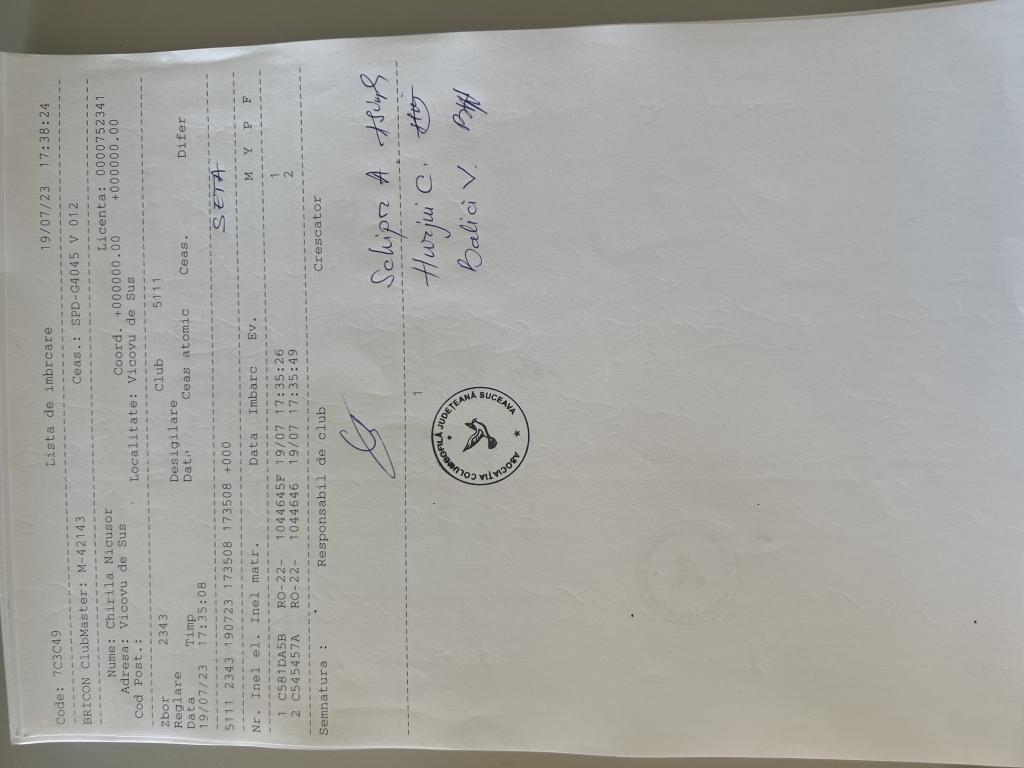 Code: 7C3C49 Lista de imbrcare 19/07/23 17:38:24
BRICON ClubMaster: M-42143 Ceas.: SPD-G4045 V 012
Nume: Chirila Nicusor Licenta: 0000752341
Adresa: Vicovu de Sus Coord. +000000.00 +000000.00
Cod Post.: Localitate: Vicovu de Sus
Zbor 2343 Club 5111
Reglare Desigilare
Data Timp Data Ceas atomic Ceas. Difer
19/07/23 17:35:08
5111 2343 190723 173508 173508 +000 SETA
Nr. Inel el. Inel matr. Data Imbarc Ev. M Y P F
1 C581DA5B RO-22- 1044645F 19/07 17:35:26 1
2 C545457A RO-22- 1044646 19/07 17:35:49 2
Semnatura : Responsabil de club Crescator
Schipor A.
1
Hurjui C.
Balici V.
ASOCIAȚIA COLUMBOFILĂ JUDEȚEANĂ SUCEAVA